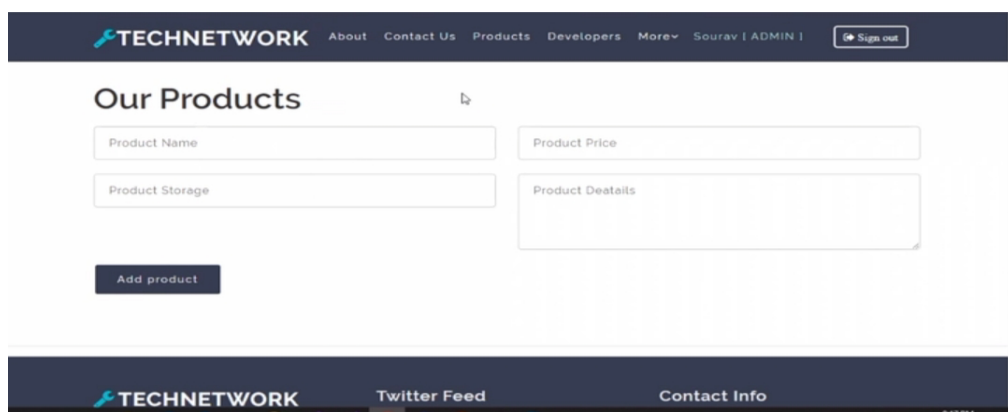 TECHNETWORK About Contact Us Products Developers More Sourav | ADMIN | Sign out
Our Products
Product Name Product Price
Product Storage Product Deatails
Add product
TECHNETWORK Twitter Feed Contact Info